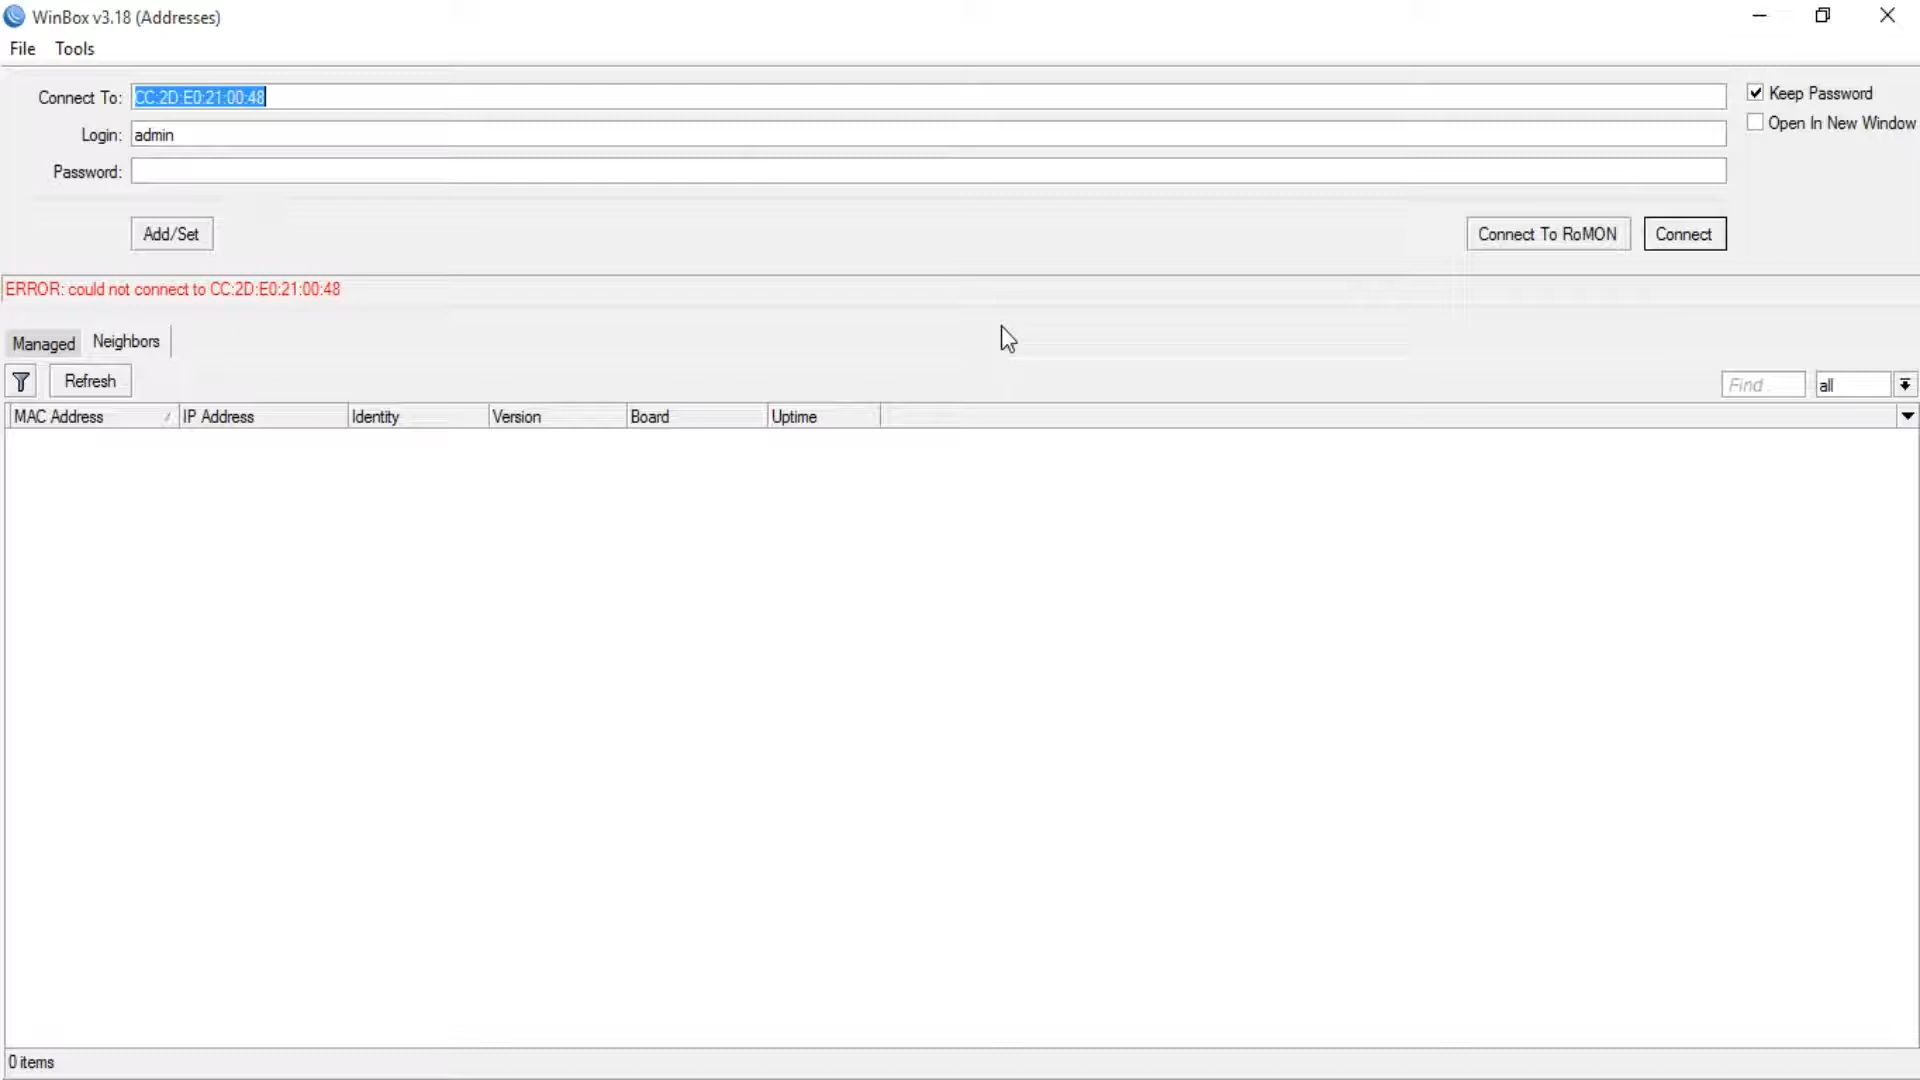 WinBox v3.18 (Addresses)
File Tools
Connect To: CC:2D:E0:21:00:48
Keep Password
Login: admin
Open In New Window
Password:
Add/Set
Connect To RoMON
Connect
ERROR: could not connect to CC:2D:E0:21:00:48
Managed Neighbors
Refresh
Find
all
MAC Address IP Address Identity Version Board Uptime
0 items